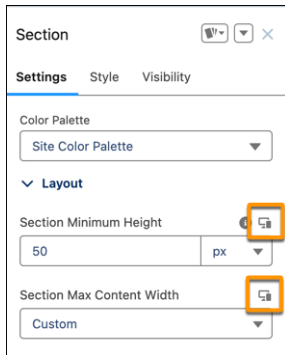 Section
Settings Style Visibility
Color Palette
Site Color Palette
Layout
Section Minimum Height
50 px
Section Max Content Width
Custom